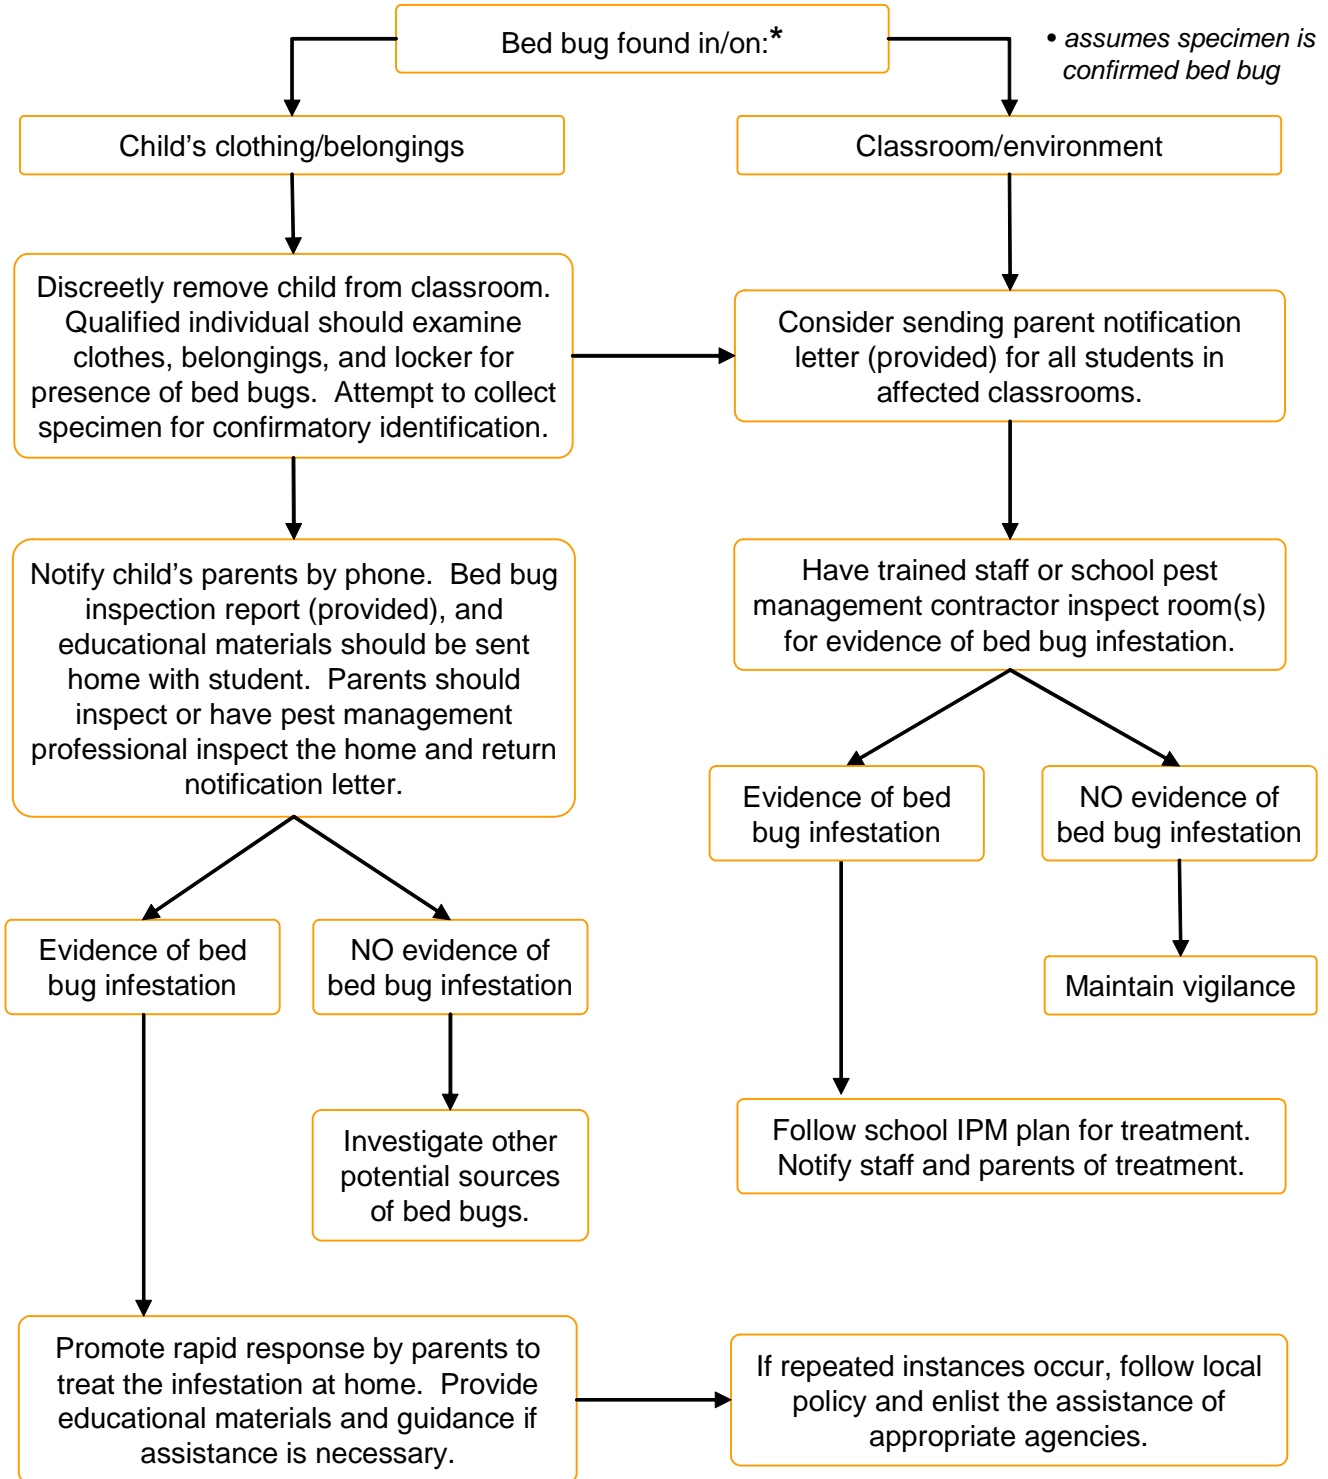 Bed bug found in/on:*
• assumes specimen is
confirmed bed bug
Child's clothing/belongings
Classroom/environment
Discreetly remove child from classroom.
Qualified individual should examine
clothes, belongings, and locker for
presence of bed bugs.  Attempt to collect
specimen for confirmatory identification.
Consider sending parent notification
letter (provided) for all students in
affected classrooms.
Notify child's parents by phone.  Bed bug
inspection report (provided), and
educational materials should be sent
home with student.  Parents should
inspect or have pest management
professional inspect the home and return
notification letter.
Have trained staff or school pest
management contractor inspect room(s)
for evidence of bed bug infestation.
Evidence of bed
bug infestation
NO evidence of
bed bug infestation
Evidence of bed
bug infestation
NO evidence of
bed bug infestation
Maintain vigilance
Investigate other
potential sources
of bed bugs.
Follow school IPM plan for treatment.
Notify staff and parents of treatment.
Promote rapid response by parents to
treat the infestation at home.  Provide
educational materials and guidance if
assistance is necessary.
If repeated instances occur, follow local
policy and enlist the assistance of
appropriate agencies.